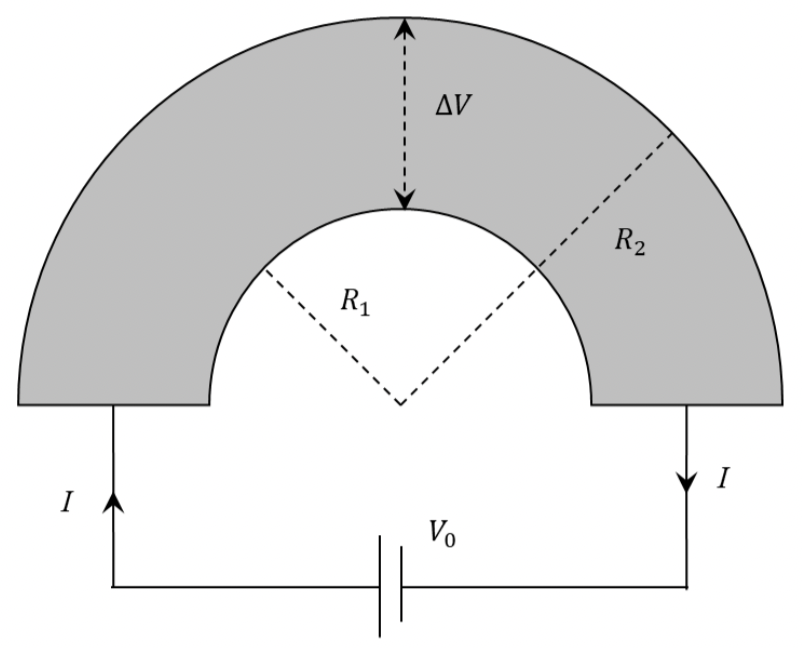 ΔV
R₂
R₁
I
I
V₀